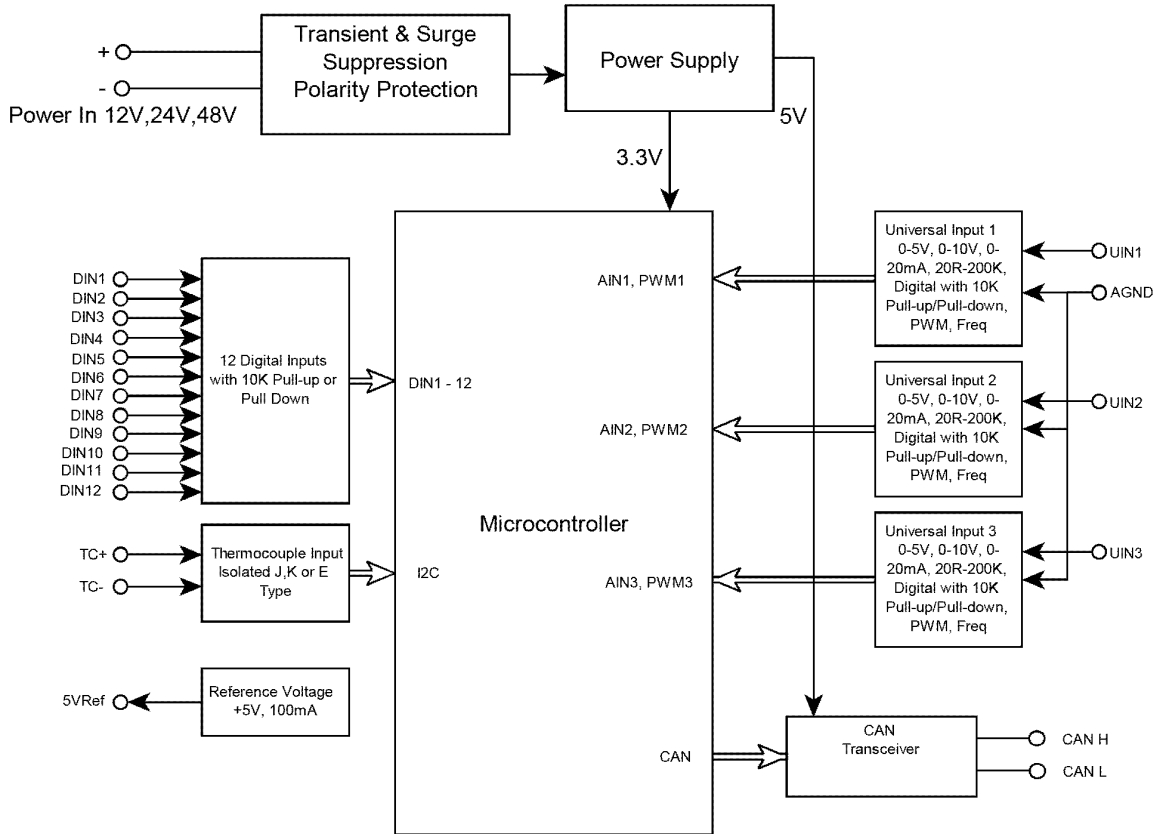 +
-
Power In 12V,24V,48V
Transient & Surge
Suppression
Polarity Protection
Power Supply
5V
3.3V
DIN1
DIN2
DIN3
DIN4
DIN5
DIN6
DIN7
DIN8
DIN9
DIN10
DIN11
DIN12
12 Digital Inputs
with 10K Pull-up or
Pull Down
DIN1 - 12
TC+
TC-
Thermocouple Input
Isolated J,K or E
Type
I2C
5VRef
Reference Voltage
+5V, 100mA
Microcontroller
AIN1, PWM1
AIN2, PWM2
AIN3, PWM3
CAN
Universal Input 1
0-5V, 0-10V, 0-
20mA, 20R-200K,
Digital with 10K
Pull-up/Pull-down,
PWM, Freq
UIN1
AGND
Universal Input 2
0-5V, 0-10V, 0-
20mA, 20R-200K,
Digital with 10K
Pull-up/Pull-down,
PWM, Freq
UIN2
Universal Input 3
0-5V, 0-10V, 0-
20mA, 20R-200K,
Digital with 10K
Pull-up/Pull-down,
PWM, Freq
UIN3
CAN
Transceiver
CAN H
CAN L